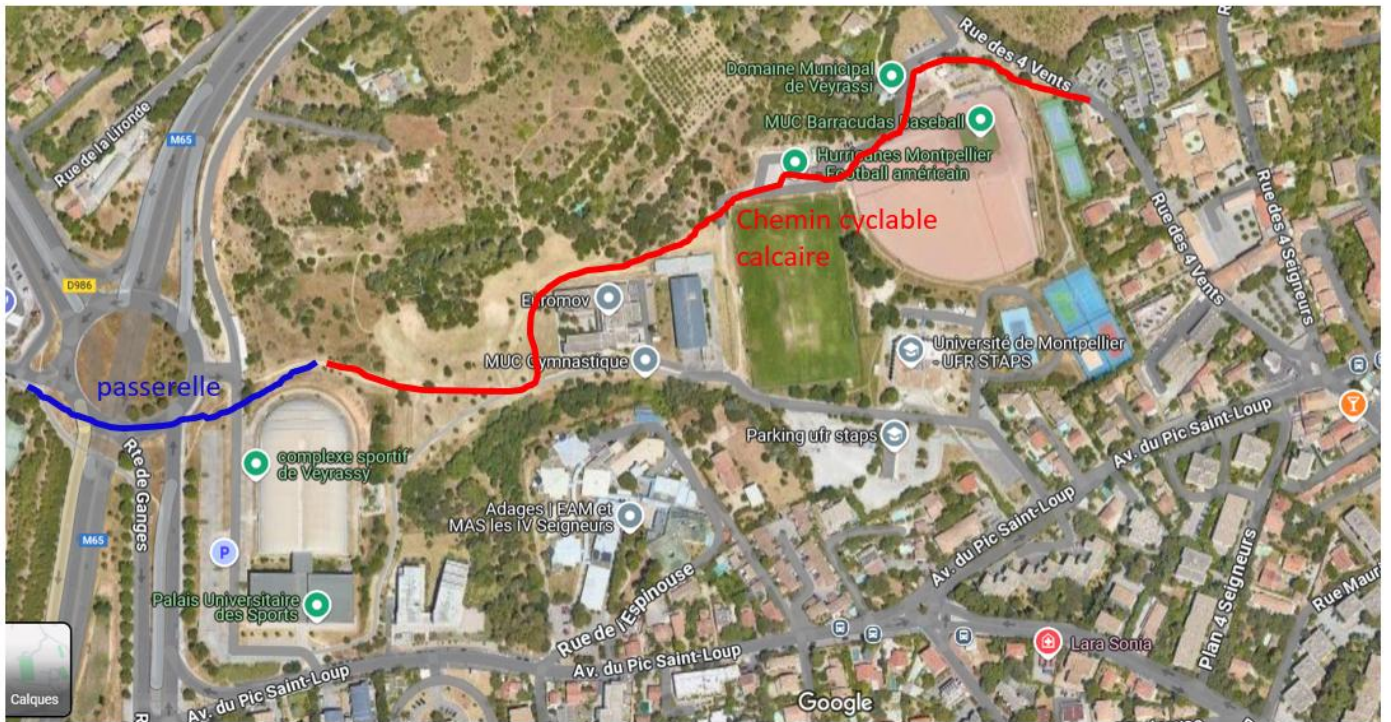 Rue des 4 Vents
Domaine Municipal
de Veyrassi
M65
Rue de la Lironde
MUC Barracudas Baseball
Hurricanes Montpellier
Football américain
Rue des 4 Seigneurs
Chemin cyclable
calcaire
Rue des 4 Vents
D986
Euromov
MUC Gymnastique
Université de Montpellier
UFR STAPS
passerelle
Av. du Pic Saint-Loup
Parking ufr staps
complexe sportif
de Veyrassy
Rte de Ganges
Adages | EAM et
MAS les IV Seigneurs
M65
P
Av. du Pic Saint-Loup
Palais Universitaire
des Sports
Rue de l'Espinouse
Plan 4 Seigneurs
Rue Mauri
Lara Sonia
Av. du Pic Saint-Loup
Av. du Pic Saint-Loup
Calques
Google